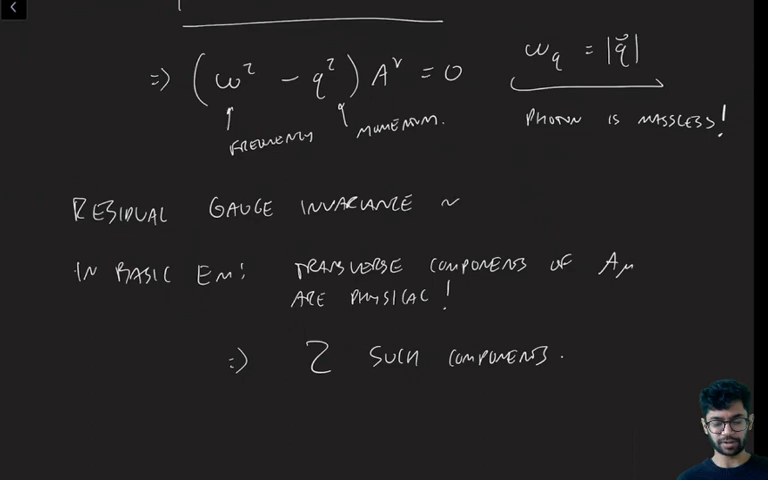 => (ω² - q²) A^ν = 0   ω_q = |q⃗|
FREQUENCY   MOMENTUM.   PHOTON IS MASSLESS!
RESIDUAL GAUGE INVARIANCE ~
IN BASIC EM: TRANSVERSE COMPONENTS OF A_μ
ARE PHYSICAL!
=> 2 SUCH COMPONENTS.